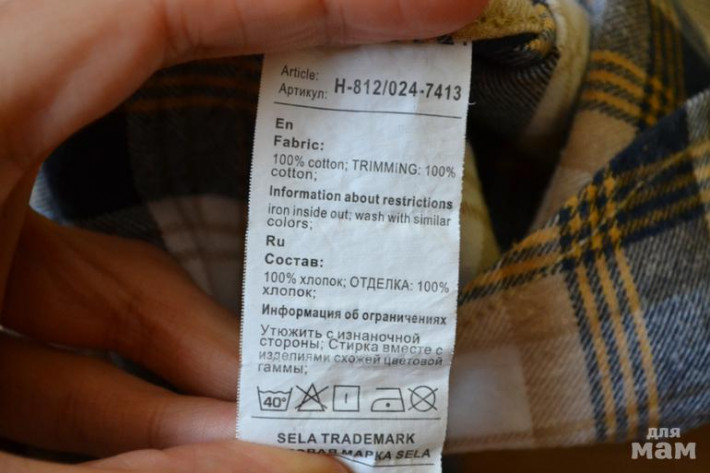 Article:
Артикул: H-812/024-7413
En
Fabric:
100% cotton; TRIMMING: 100%
cotton;
Information about restrictions
iron inside out; wash with similar
colors;
Ru
Состав:
100% хлопок; ОТДЕЛКА: 100%
хлопок;
Информация об ограничениях
Утюжить с изнаночной
стороны; Стирка вместе с
изделиями схожей цветовой
гаммы;
40°
SELA TRADEMARK
МАРКА SELA
для
мам